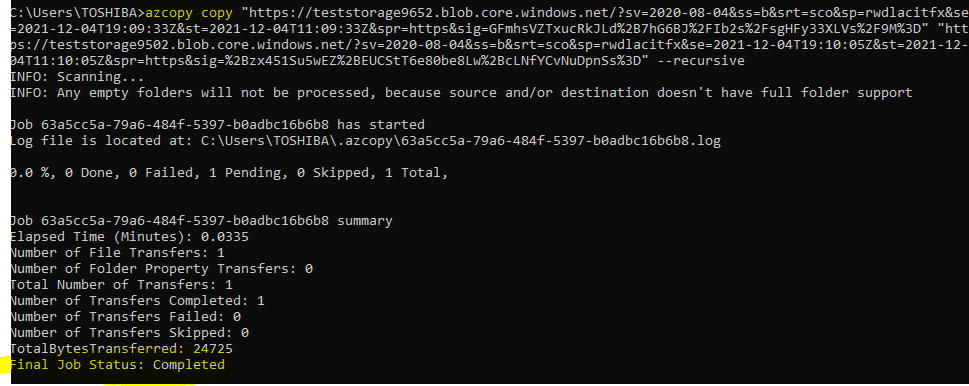 C:\Users\TOSHIBA>azcopy copy "https://teststorage9652.blob.core.windows.net/?sv=2020-08-04&ss=b&srt=sco&sp=rwdlacitfx&se
=2021-12-04T19:09:33Z&st=2021-12-04T11:09:33Z&spr=https&sig=GFmhsVZTxucRkJLd%2B7hG6BJ%2FIb2s%2FsgHFy33XLVs%2F9M%3D" "htt
ps://teststorage9502.blob.core.windows.net/?sv=2020-08-04&ss=b&srt=sco&sp=rwdlacitfx&se=2021-12-04T19:10:05Z&st=2021-12-
04T11:10:05Z&spr=https&sig=%2Bzx451Su5wEZ%2BEUCStT6e80be8Lw%2BcLNfYCvNuDpnSs%3D" --recursive
INFO: Scanning...
INFO: Any empty folders will not be processed, because source and/or destination doesn't have full folder support
Job 63a5cc5a-79a6-484f-5397-b0adbc16b6b8 has started
Log file is located at: C:\Users\TOSHIBA\.azcopy\63a5cc5a-79a6-484f-5397-b0adbc16b6b8.log
0.0 %, 0 Done, 0 Failed, 1 Pending, 0 Skipped, 1 Total,
Job 63a5cc5a-79a6-484f-5397-b0adbc16b6b8 summary
Elapsed Time (Minutes): 0.0335
Number of File Transfers: 1
Number of Folder Property Transfers: 0
Total Number of Transfers: 1
Number of Transfers Completed: 1
Number of Transfers Failed: 0
Number of Transfers Skipped: 0
TotalBytesTransferred: 24725
Final Job Status: Completed